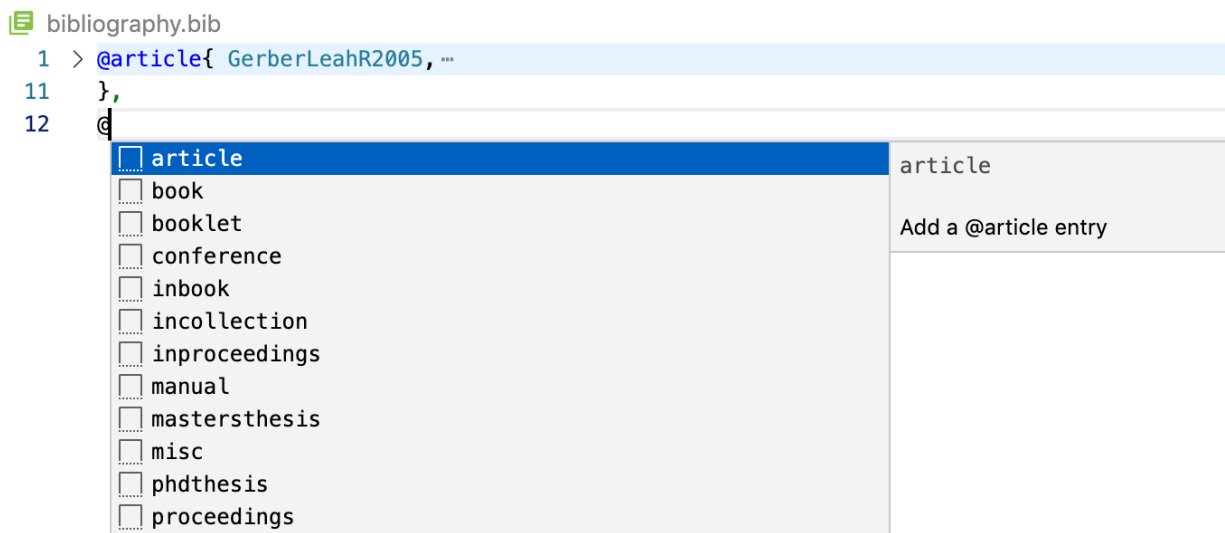 bibliography.bib
1 > @article{ GerberLeahR2005,⋯
11 },
12 @
article
book
booklet
conference
inbook
incollection
inproceedings
manual
mastersthesis
misc
phdthesis
proceedings
article
Add a @article entry